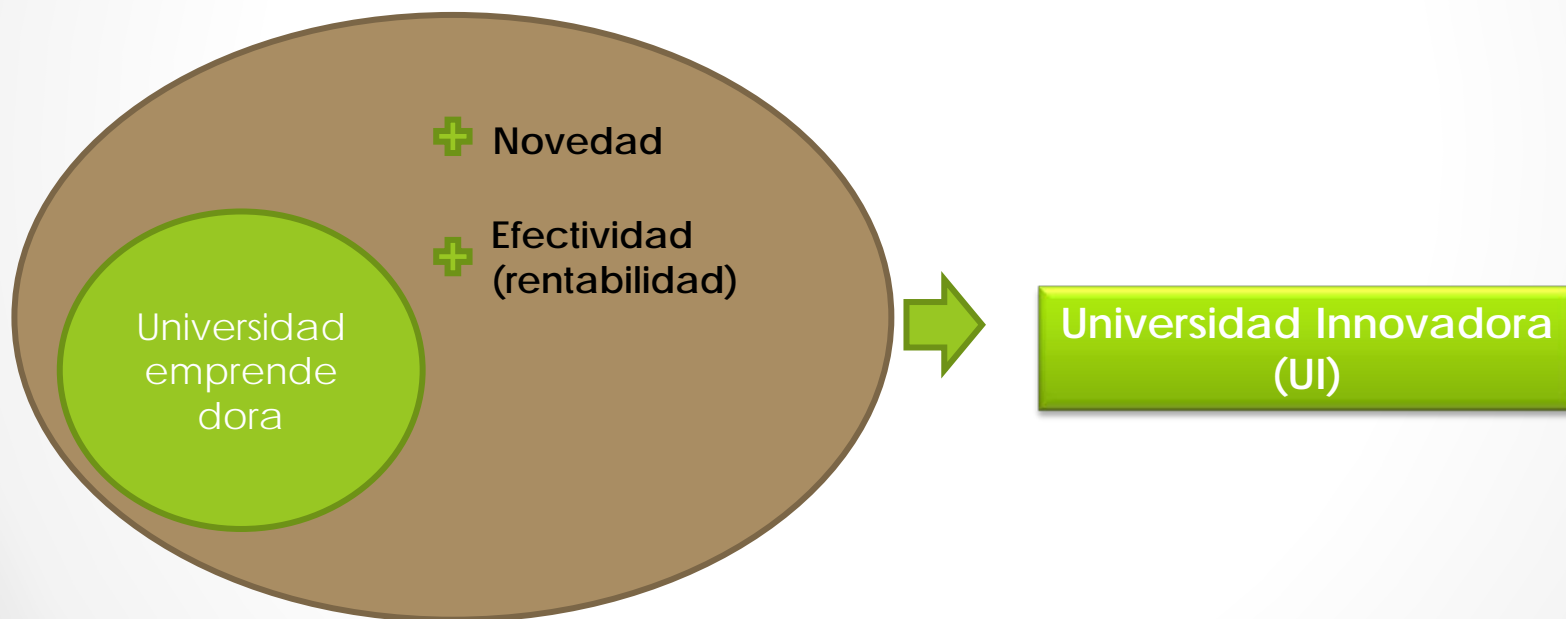 Novedad
Efectividad
(rentabilidad)
Universidad
emprende
dora
Universidad Innovadora
(UI)